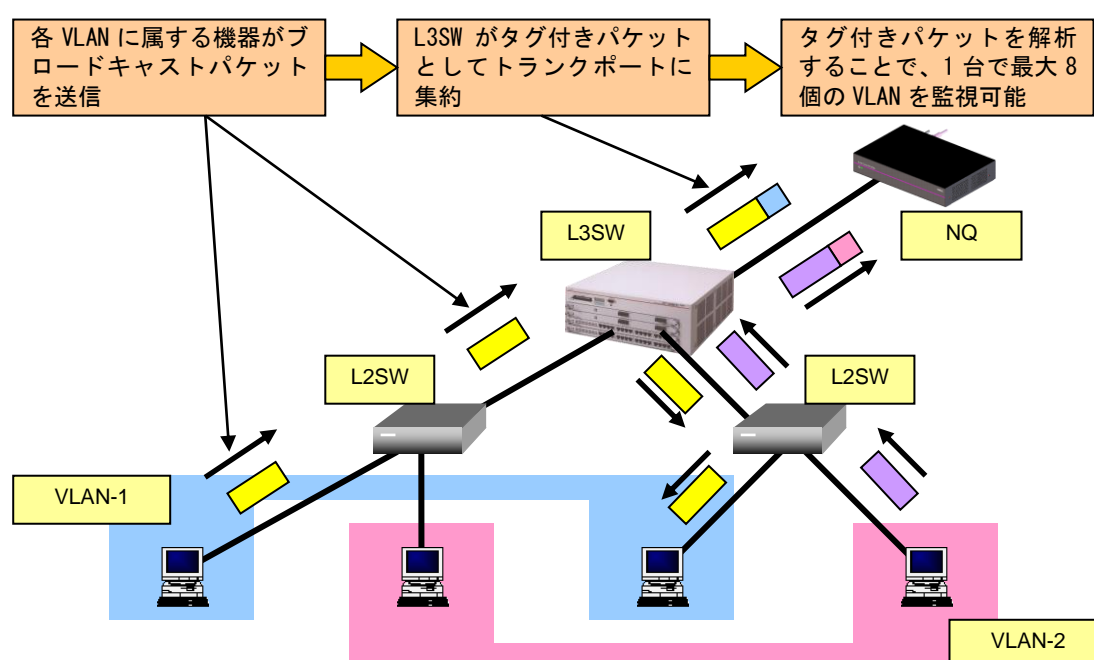 各 VLAN に属する機器がブ
ロードキャストパケット
を送信
L3SW がタグ付きパケット
としてトランクポートに
集約
タグ付きパケットを解析
することで、1 台で最大 8
個の VLAN を監視可能
L3SW
NQ
L2SW
L2SW
VLAN-1
VLAN-2